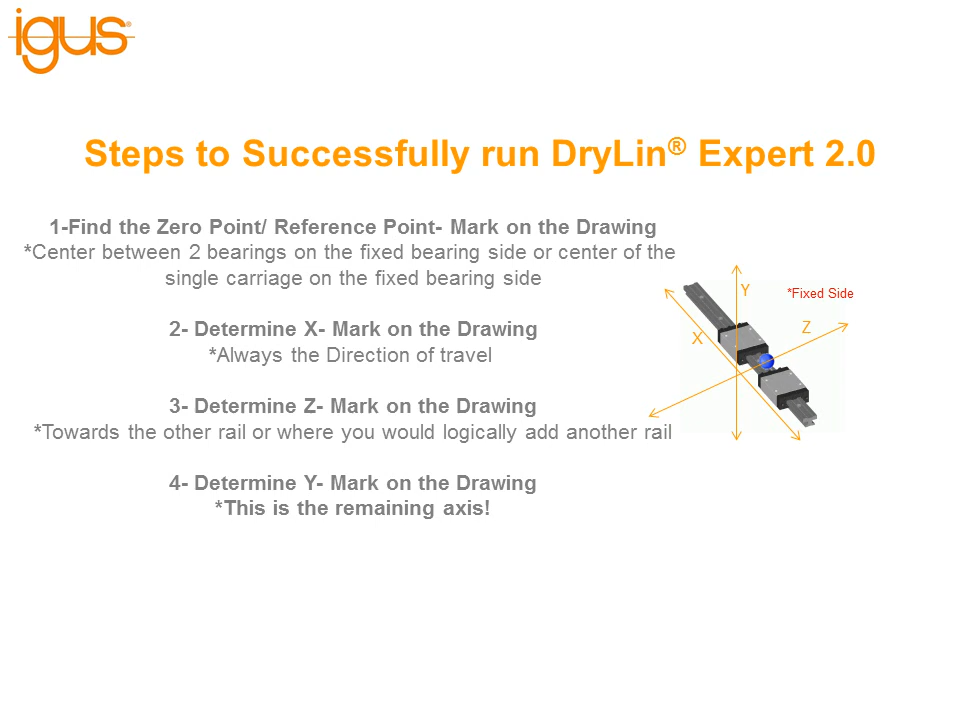 igus®
Steps to Successfully run DryLin® Expert 2.0
1-Find the Zero Point/ Reference Point- Mark on the Drawing
*Center between 2 bearings on the fixed bearing side or center of the
single carriage on the fixed bearing side
2- Determine X- Mark on the Drawing
*Always the Direction of travel
3- Determine Z- Mark on the Drawing
*Towards the other rail or where you would logically add another rail
4- Determine Y- Mark on the Drawing
*This is the remaining axis!
Y
*Fixed Side
Z
X